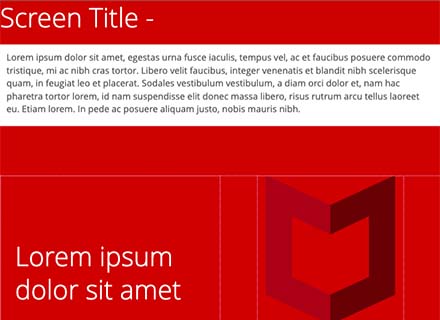 Screen Title -
Lorem ipsum dolor sit amet, egestas urna fusce iaculis, tempus vel, ac et faucibus posuere commodo
tristique, mi ac nibh cras tortor. Libero velit faucibus, integer venenatis et blandit nibh scelerisque
quam, in feugiat leo et placerat. Sodales vestibulum vestibulum, a diam orci dolor et, nam hac
pharetra tortor lorem, id nam suspendisse elit donec massa libero, risus rutrum arcu tellus laoreet
eu. Etiam lorem. In pede ac posuere aliquam justo, nobis mauris nibh.
Lorem ipsum
dolor sit amet